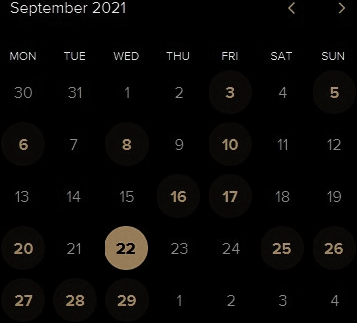 September 2021
MON TUE WED THU FRI SAT SUN
30 31 1 2 3 4 5
6 7 8 9 10 11 12
13 14 15 16 17 18 19
20 21 22 23 24 25 26
27 28 29 1 2 3 4